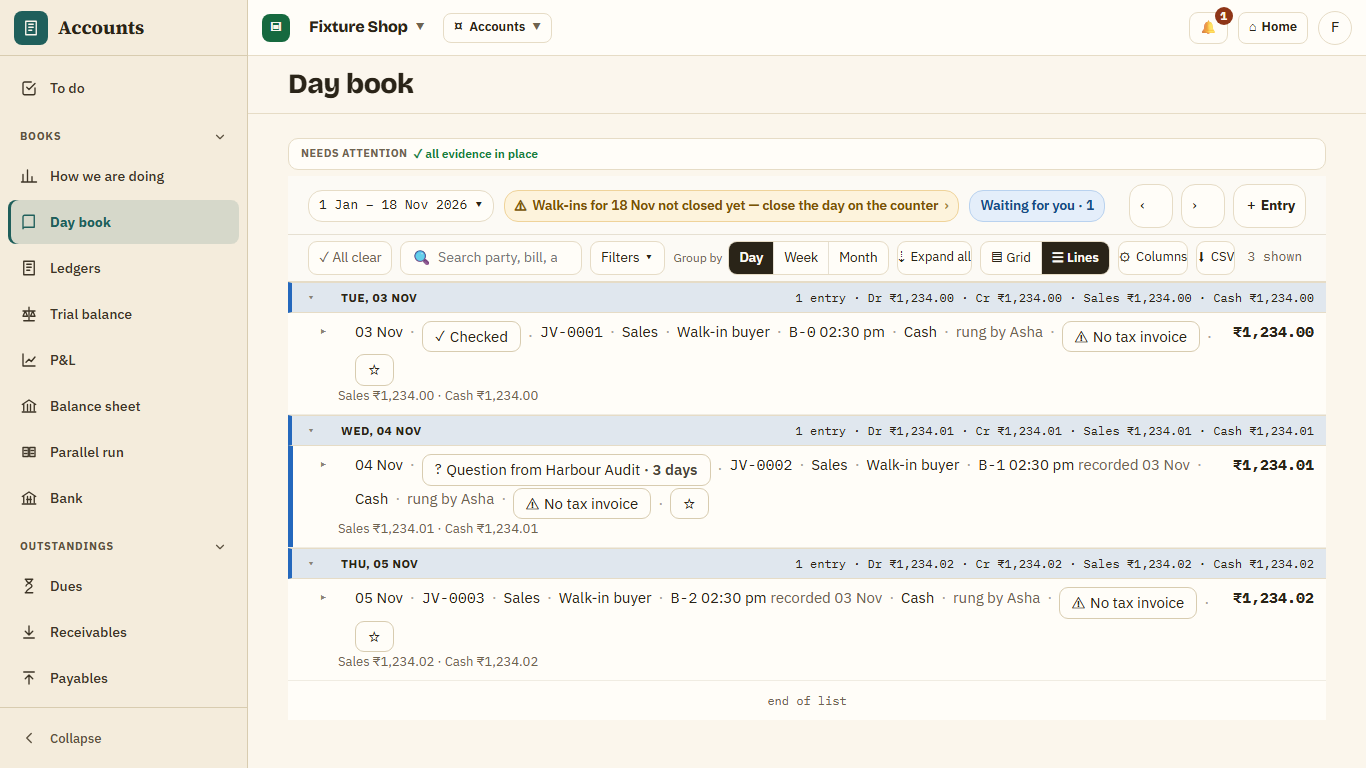 Accounts
Fixture Shop ▼
¤ Accounts ▼
1
⌂ Home
F
To do
BOOKS
How we are doing
Day book
Ledgers
Trial balance
P&L
Balance sheet
Parallel run
Bank
OUTSTANDINGS
Dues
Receivables
Payables
Collapse
Day book
NEEDS ATTENTION ✓ all evidence in place
1 Jan – 18 Nov 2026 ▾
⚠ Walk-ins for 18 Nov not closed yet — close the day on the counter ›
Waiting for you · 1
‹
›
+ Entry
✓ All clear
Search party, bill, a
Filters ▾
Group by
Day
Week
Month
⇣ Expand all
▤ Grid
☰ Lines
⚙ Columns
⬇ CSV
3 shown
▾ TUE, 03 NOV 1 entry · Dr ₹1,234.00 · Cr ₹1,234.00 · Sales ₹1,234.00 · Cash ₹1,234.00
▸ 03 Nov · ✓ Checked · JV-0001 · Sales · Walk-in buyer · B-0 02:30 pm · Cash · rung by Asha · ⚠ No tax invoice · ₹1,234.00
☆
Sales ₹1,234.00 · Cash ₹1,234.00
▾ WED, 04 NOV 1 entry · Dr ₹1,234.01 · Cr ₹1,234.01 · Sales ₹1,234.01 · Cash ₹1,234.01
▸ 04 Nov · ? Question from Harbour Audit · 3 days · JV-0002 · Sales · Walk-in buyer · B-1 02:30 pm recorded 03 Nov · ₹1,234.01
Cash · rung by Asha · ⚠ No tax invoice · ☆
Sales ₹1,234.01 · Cash ₹1,234.01
▾ THU, 05 NOV 1 entry · Dr ₹1,234.02 · Cr ₹1,234.02 · Sales ₹1,234.02 · Cash ₹1,234.02
▸ 05 Nov · JV-0003 · Sales · Walk-in buyer · B-2 02:30 pm recorded 03 Nov · Cash · rung by Asha · ⚠ No tax invoice · ₹1,234.02
☆
Sales ₹1,234.02 · Cash ₹1,234.02
end of list